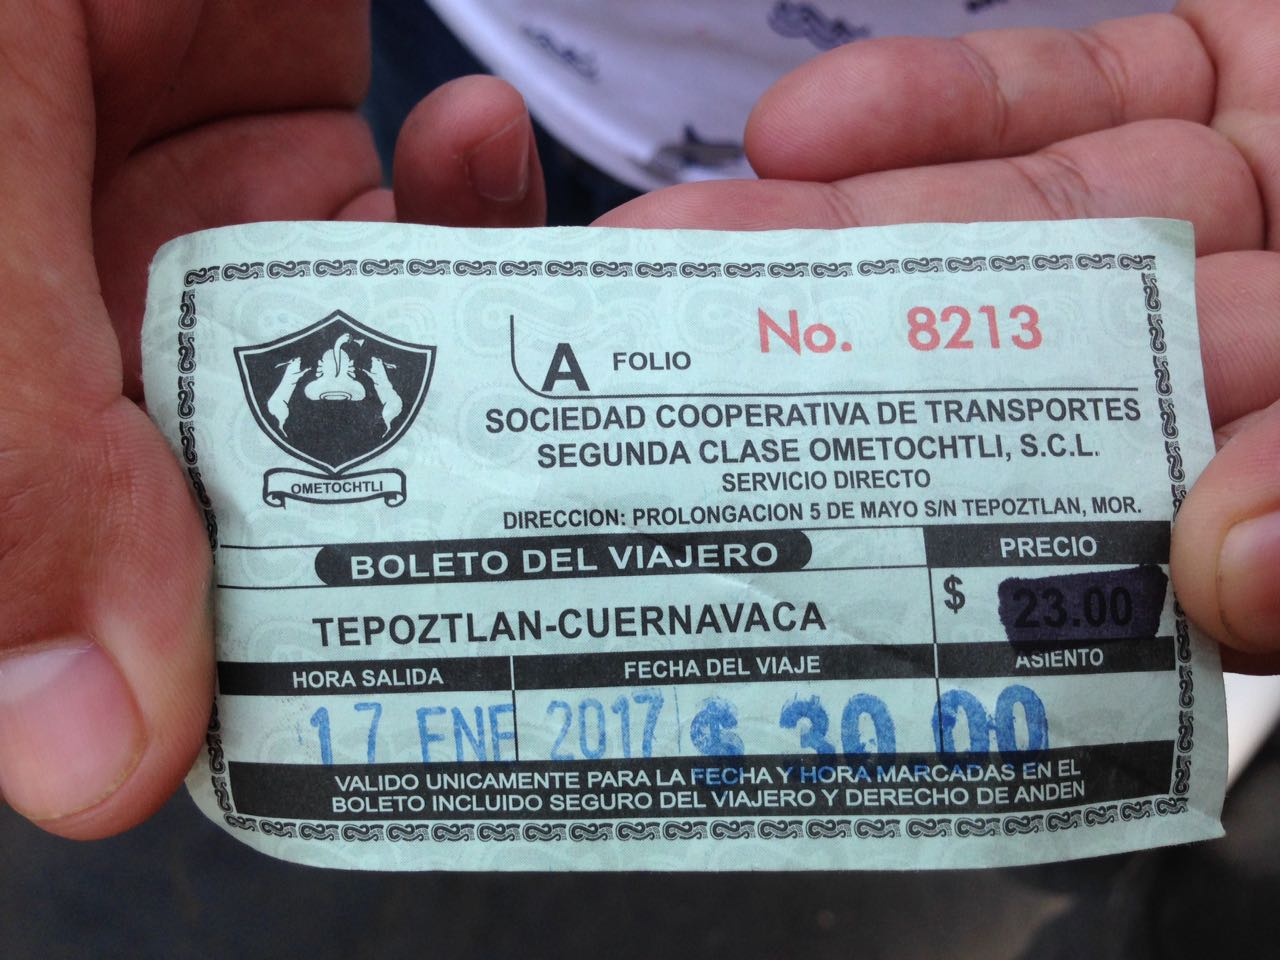 A FOLIO No. 8213
SOCIEDAD COOPERATIVA DE TRANSPORTES
SEGUNDA CLASE OMETOCHTLI, S.C.L.
SERVICIO DIRECTO
OMETOCHTLI
DIRECCION: PROLONGACION 5 DE MAYO S/N TEPOZTLAN, MOR.
BOLETO DEL VIAJERO PRECIO
TEPOZTLAN-CUERNAVACA $ 23.00
HORA SALIDA FECHA DEL VIAJE ASIENTO
17 ENE 2017 $ 30.00
VALIDO UNICAMENTE PARA LA FECHA Y HORA MARCADAS EN EL
BOLETO INCLUIDO SEGURO DEL VIAJERO Y DERECHO DE ANDEN